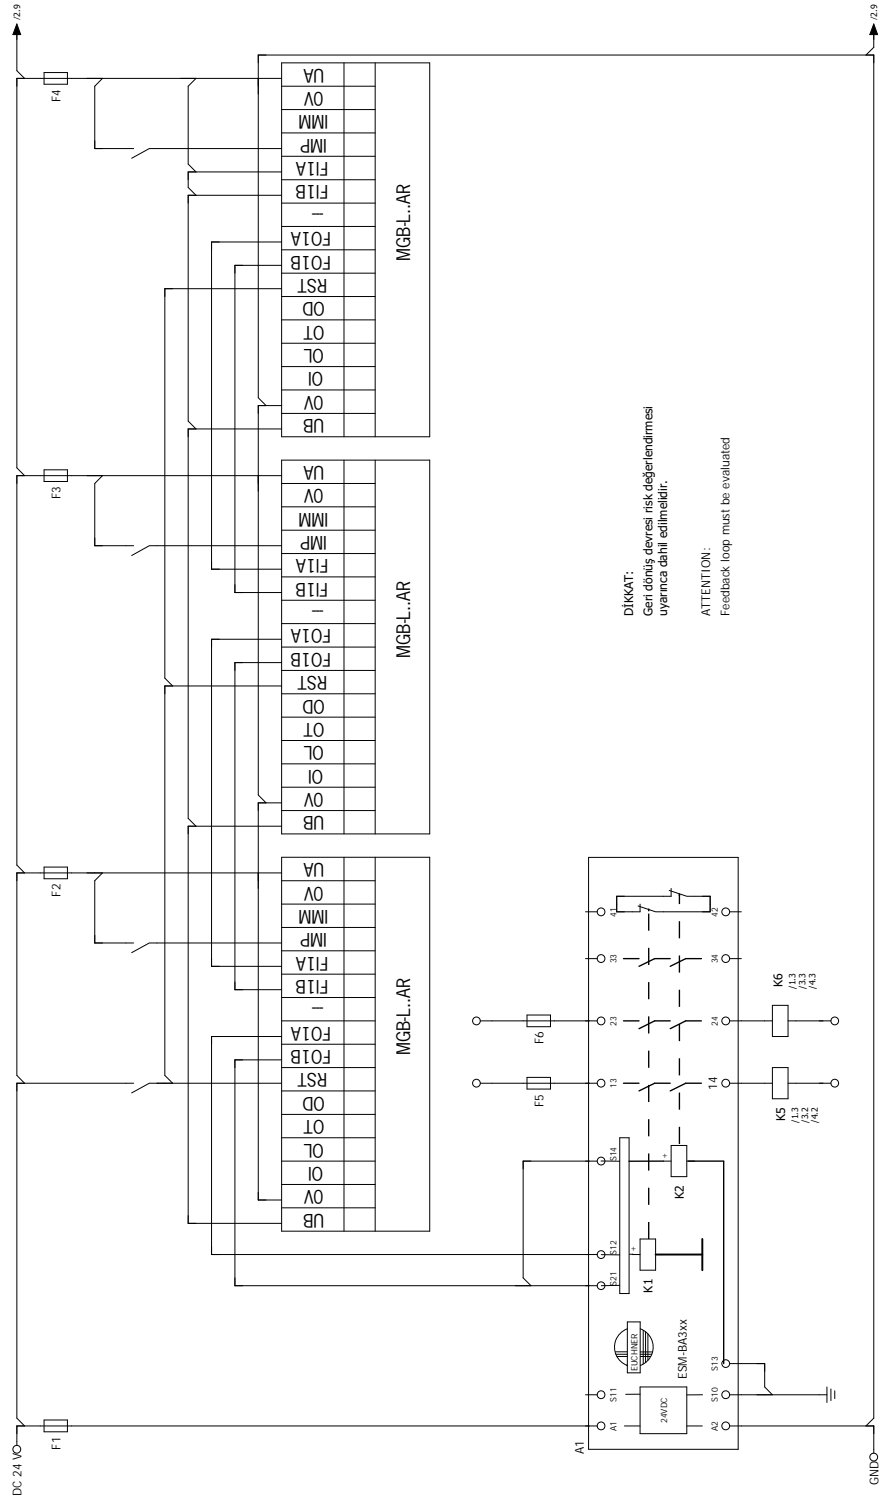 DC 24 V
GND
/2.9
/2.9
F1
F2
F3
F4
UA
0V
IMM
IMP
FI1A
FI1B
–
FO1A
FO1B
RST
OD
OT
OL
OI
0V
UB
MGB-L..AR
UA
0V
IMM
IMP
FI1A
FI1B
–
FO1A
FO1B
RST
OD
OT
OL
OI
0V
UB
MGB-L..AR
UA
0V
IMM
IMP
FI1A
FI1B
–
FO1A
FO1B
RST
OD
OT
OL
OI
0V
UB
MGB-L..AR
DİKKAT:
Geri dönüş devresi risk değerlendirmesi
uyarınca dahil edilmelidir.
ATTENTION:
Feedback loop must be evaluated
F5
F6
A1
A1
S11
S21
S12
S14
13
23
33
41
24VDC
EUCHNER
ESM-BA3xx
K1
+
K2
+
A2
S10
S13
14
24
34
42
K5
/1.3
/3.2
/4.2
K6
/1.3
/3.3
/4.3